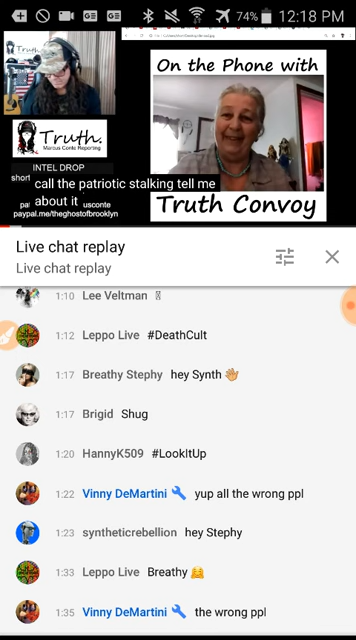 74% 12:18 PM
On the Phone with
Truth.
Marcus Conte Reporting
INTEL DROP
short
call the patriotic stalking tell me
about it
usconte
paypal.me/theghostofbrooklyn
Truth Convoy
Live chat replay
Live chat replay
1:10 Lee Veltman
1:12 Leppo Live #DeathCult
1:17 Breathy Stephy hey Synth 👋
1:17 Brigid Shug
1:20 HannyK509 #LookItUp
1:22 Vinny DeMartini yup all the wrong ppl
1:23 syntheticrebellion hey Stephy
1:33 Leppo Live Breathy 🤗
1:35 Vinny DeMartini the wrong ppl